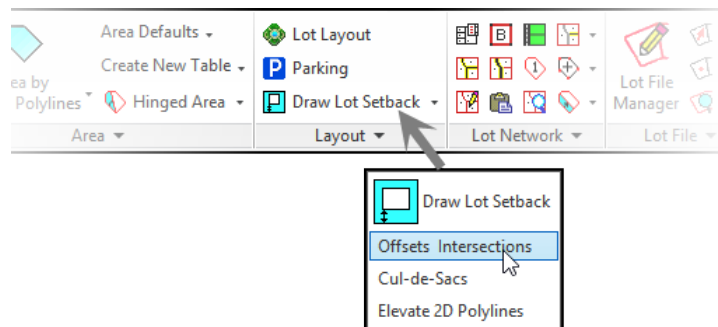 Area Defaults
Lot Layout
B
Create New Table
P Parking
1
ea by
Polylines
Hinged Area
Draw Lot Setback
Lot File
Manager
Area
Layout
Lot Network
Lot File
Draw Lot Setback
Offsets Intersections
Cul-de-Sacs
Elevate 2D Polylines